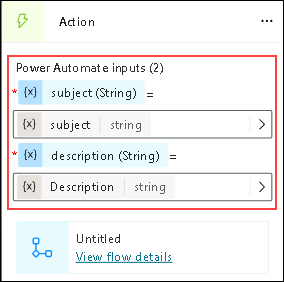 Action
Power Automate inputs (2)
* {x} subject (String) =
{x} subject string
* {x} description (String) =
{x} Description string
Untitled
View flow details